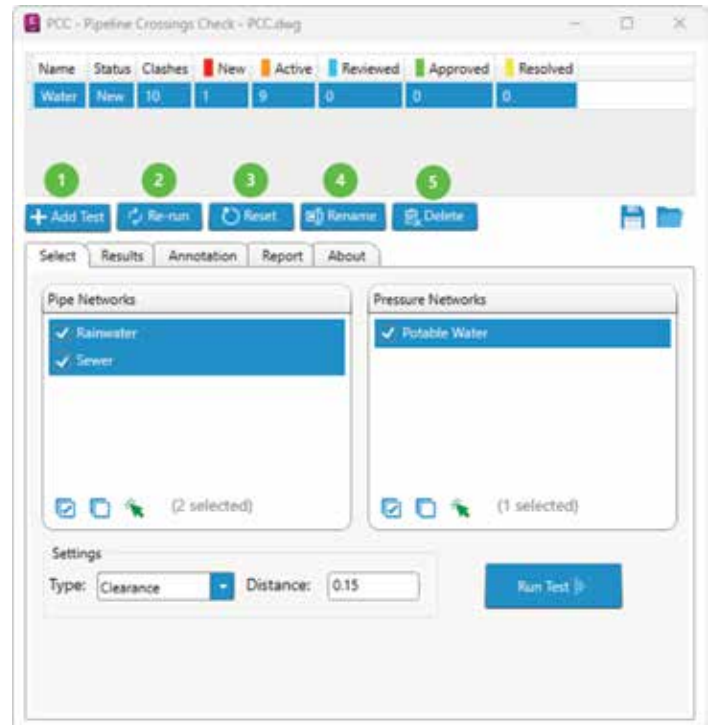 PCC - Pipeline Crossings Check - PCC.dwg
Name Status Clashes New Active Reviewed Approved Resolved
Water New 10 1 9 0 0 0
1 2 3 4 5
Add Test Re-run Reset Rename Delete
Select Results Annotation Report About
Pipe Networks Pressure Networks
Rainwater Potable Water
Sewer
(2 selected) (1 selected)
Settings
Type: Clearance Distance: 0.15 Run Test